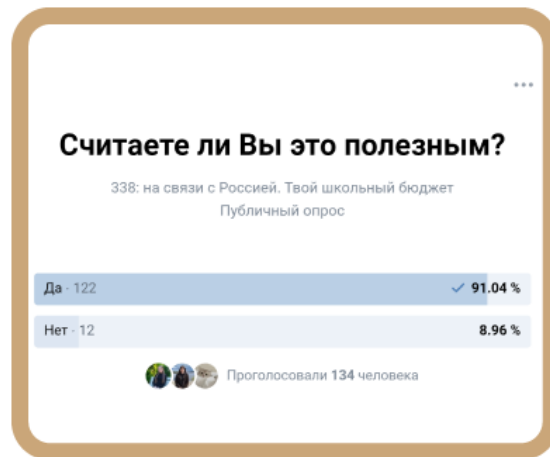 Считаете ли Вы это полезным?
338: на связи с Россией. Твой школьный бюджет
Публичный опрос
Да · 122 91.04 %
Нет · 12 8.96 %
Проголосовали 134 человека